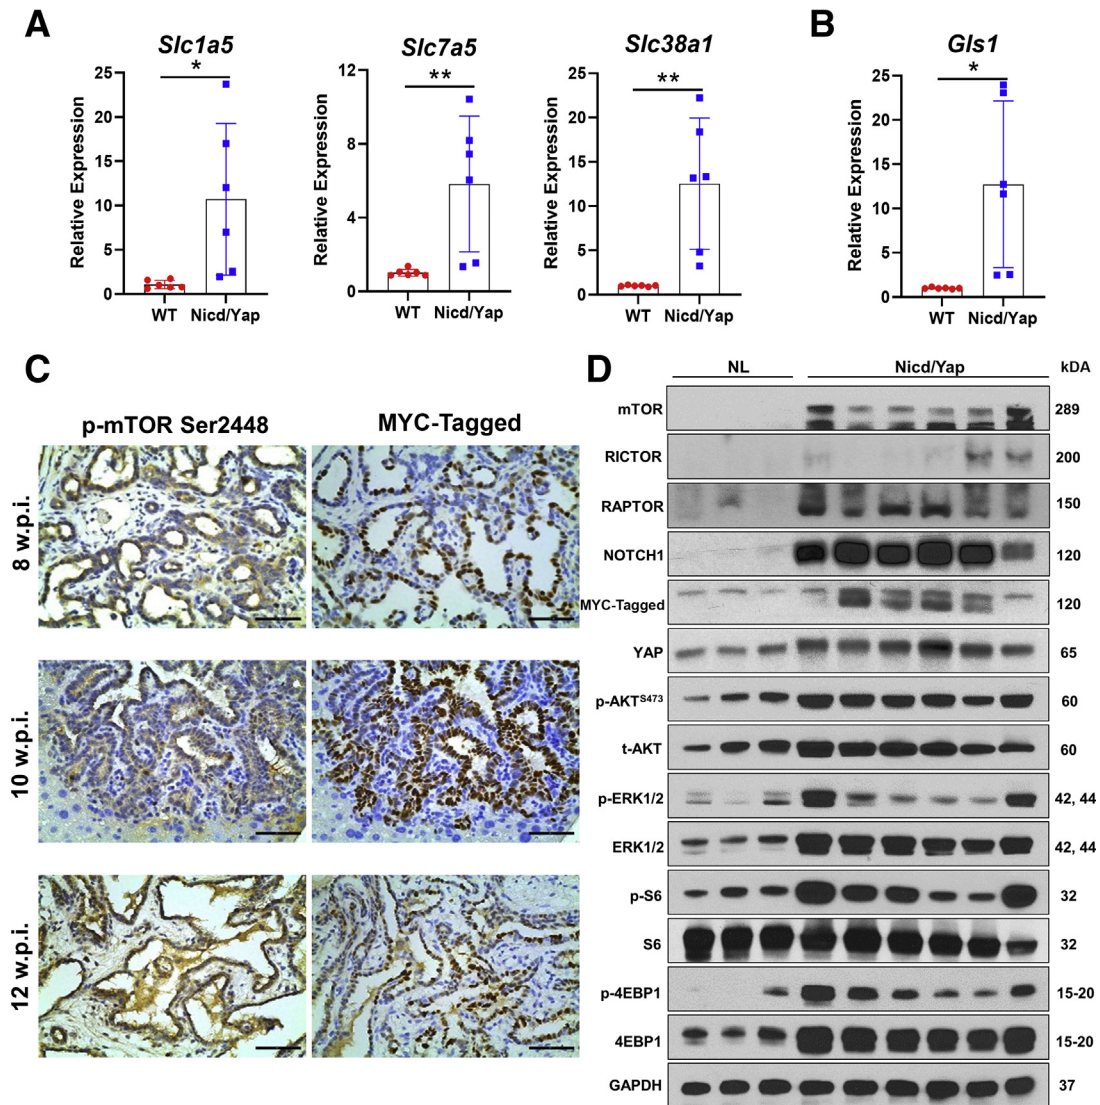 A
B
Slc1a5
Slc7a5
Slc38a1
Gls1
*
**
**
*
Relative Expression
25
20
15
10
5
0
WT Nicd/Yap
Relative Expression
12
8
4
0
WT Nicd/Yap
Relative Expression
25
20
15
10
5
0
WT Nicd/Yap
Relative Expression
25
20
15
10
5
0
WT Nicd/Yap
C
p-mTOR Ser2448 MYC-Tagged
8 w.p.i.
10 w.p.i.
12 w.p.i.
D
NL Nicd/Yap kDA
mTOR 289
RICTOR 200
RAPTOR 150
NOTCH1 120
MYC-Tagged 120
YAP 65
p-AKTS473 60
t-AKT 60
p-ERK1/2 42, 44
ERK1/2 42, 44
p-S6 32
S6 32
p-4EBP1 15-20
4EBP1 15-20
GAPDH 37